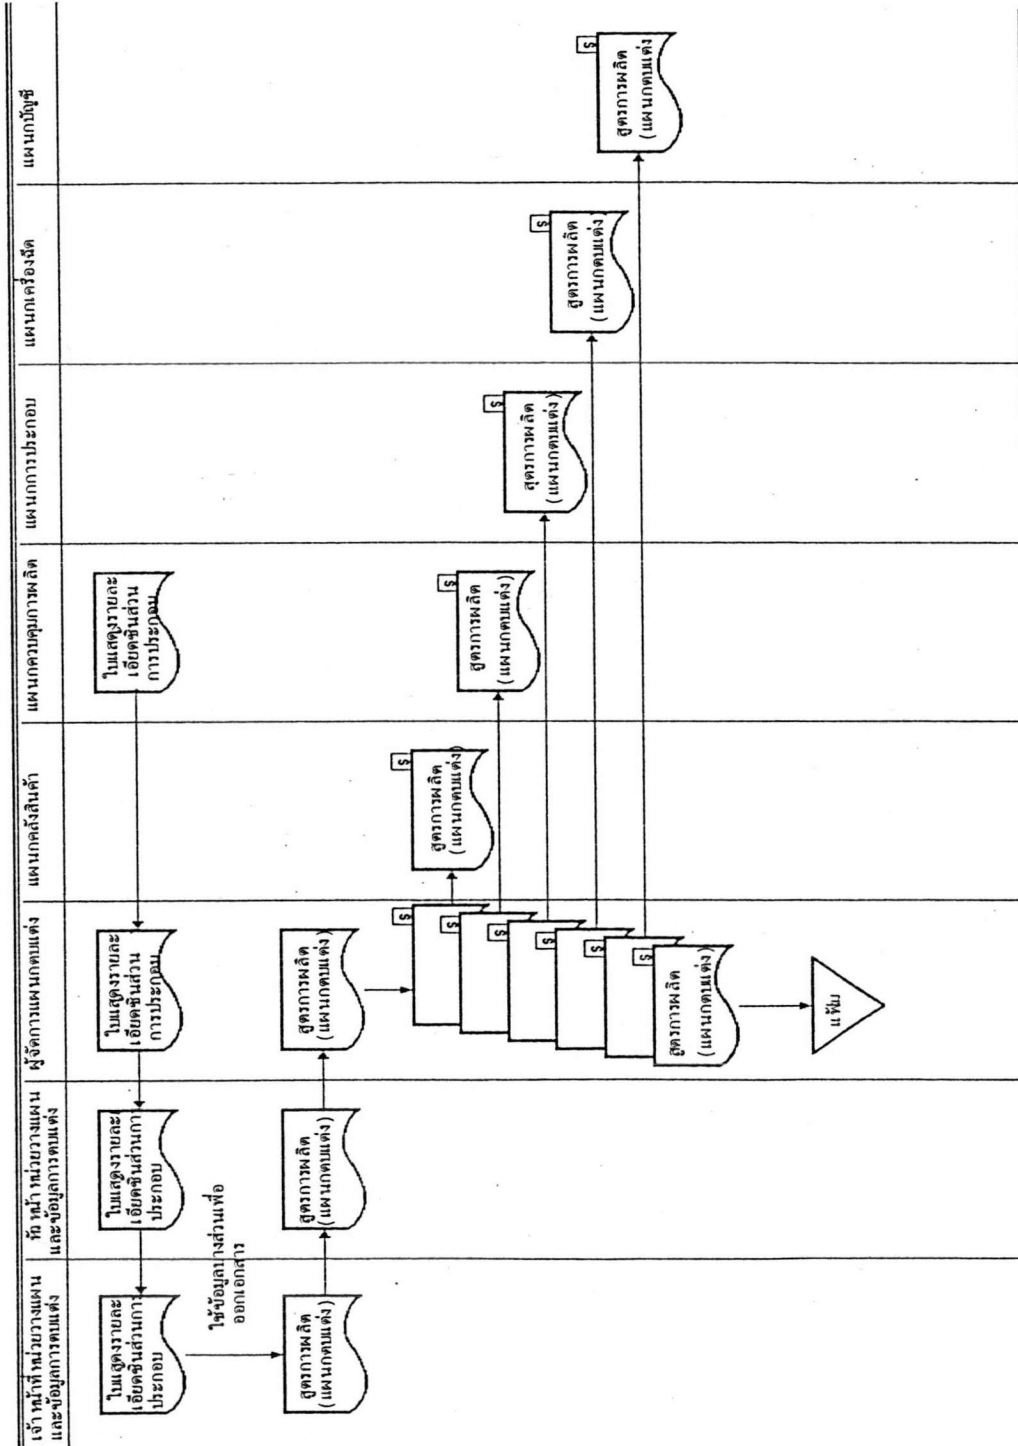 เจ้าหน้าที่หน่วยวางแผน
และข้อมูลการตบแต่ง
หัวหน้าหน่วยวางแผน
และข้อมูลการตบแต่ง
ผู้จัดการแผนกตบแต่ง
แผนกคลังสินค้า
แผนกควบคุมการผลิต
แผนกการประกอบ
แผนกเครื่องฉีด
แผนกบัญชี
ใบแสดงรายละ
เอียดชิ้นส่วนกา
ประกอบ
ใบแสดงรายละ
เอียดชิ้นส่วนกา
ประกอบ
ใบแสดงรายละ
เอียดชิ้นส่วน
การประกอบ
ใบแสดงรายละ
เอียดชิ้นส่วน
การประกอบ
ใช้ข้อมูลบางส่วนเพื่อ
ออกเอกสาร
สูตรการผลิต
(แผนกตบแต่ง)
สูตรการผลิต
(แผนกตบแต่ง)
สูตรการผลิต
(แผนกตบแต่ง)
$
$
$
$
$
$
สูตรการผลิต
(แผนกตบแต่ง)
แฟ้ม
$
สูตรการผลิต
(แผนกตบแต่ง)
$
สูตรการผลิต
(แผนกตบแต่ง)
$
สูตรการผลิต
(แผนกตบแต่ง)
$
สูตรการผลิต
(แผนกตบแต่ง)
$
สูตรการผลิต
(แผนกตบแต่ง)